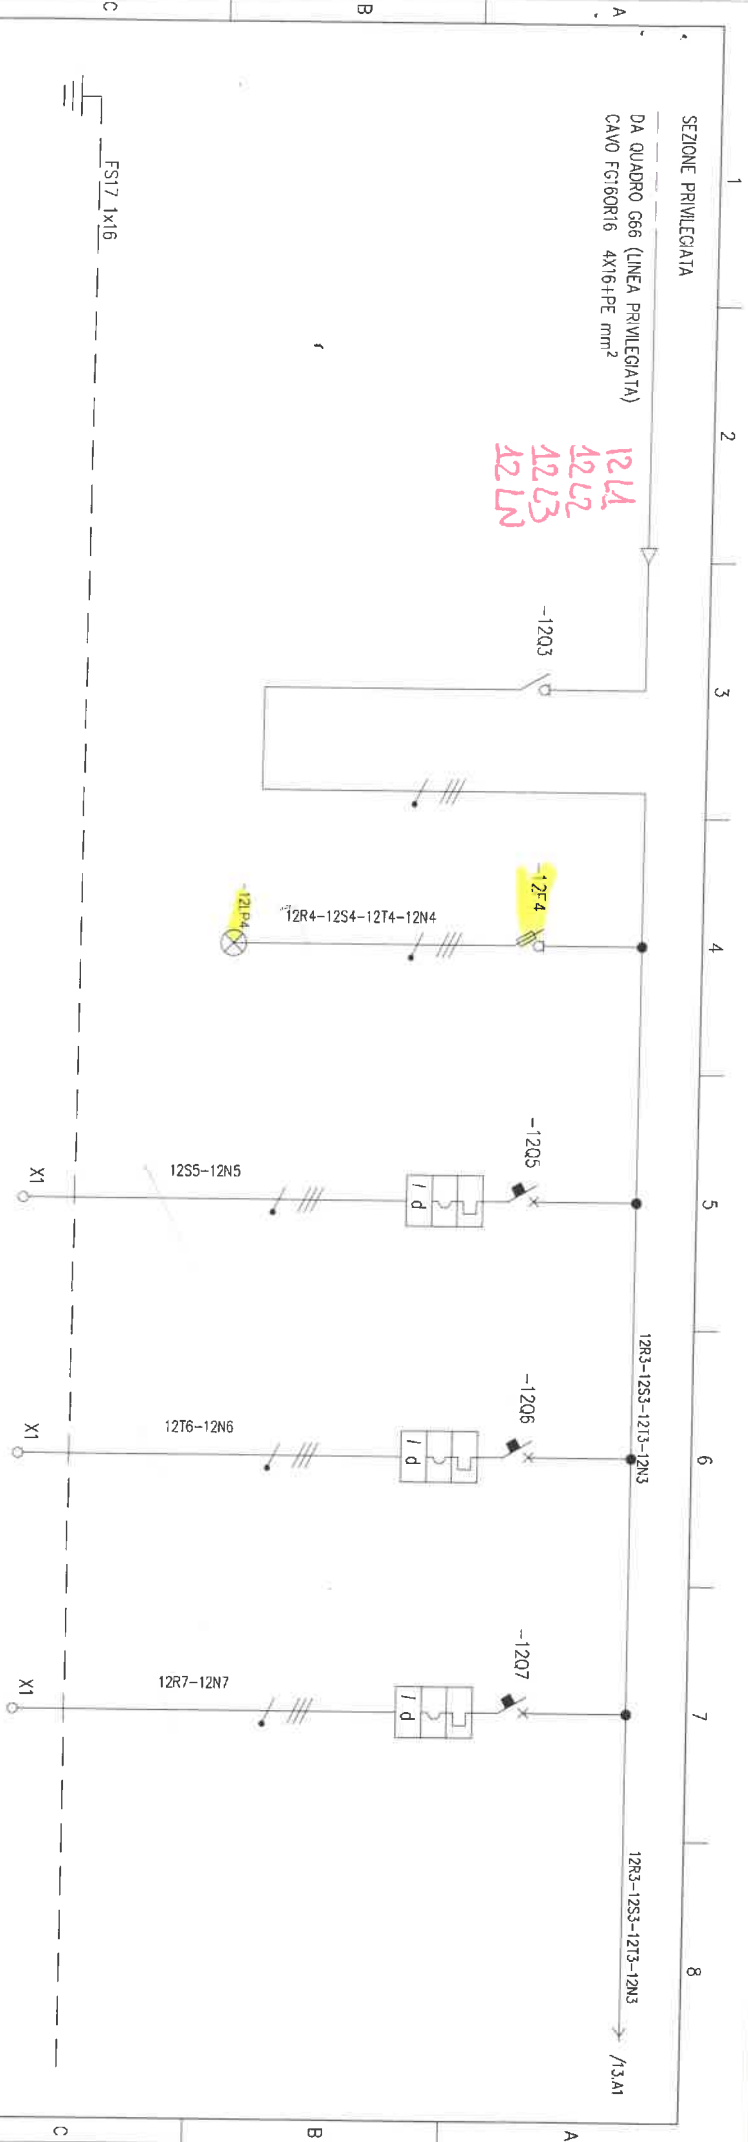 1
2
3
4
5
6
7
8
A
B
C
SEZIONE PRIVILEGIATA
DA QUADRO G66 (LINEA PRIVILEGIATA)
CAVO FG16OR16 4X16+PE mm²
12L1
12L2
12L3
12LN
-12Q3
-12F4
12R4-12S4-12T4-12N4
-12LP4
-12Q5
I d
12S5-12N5
X1
12R3-12S3-12T3-12N3
-12Q6
I d
12T6-12N6
X1
-12Q7
I d
12R7-12N7
X1
12R3-12S3-12T3-12N3
/13.A1
FS17 1x16
A
B
C